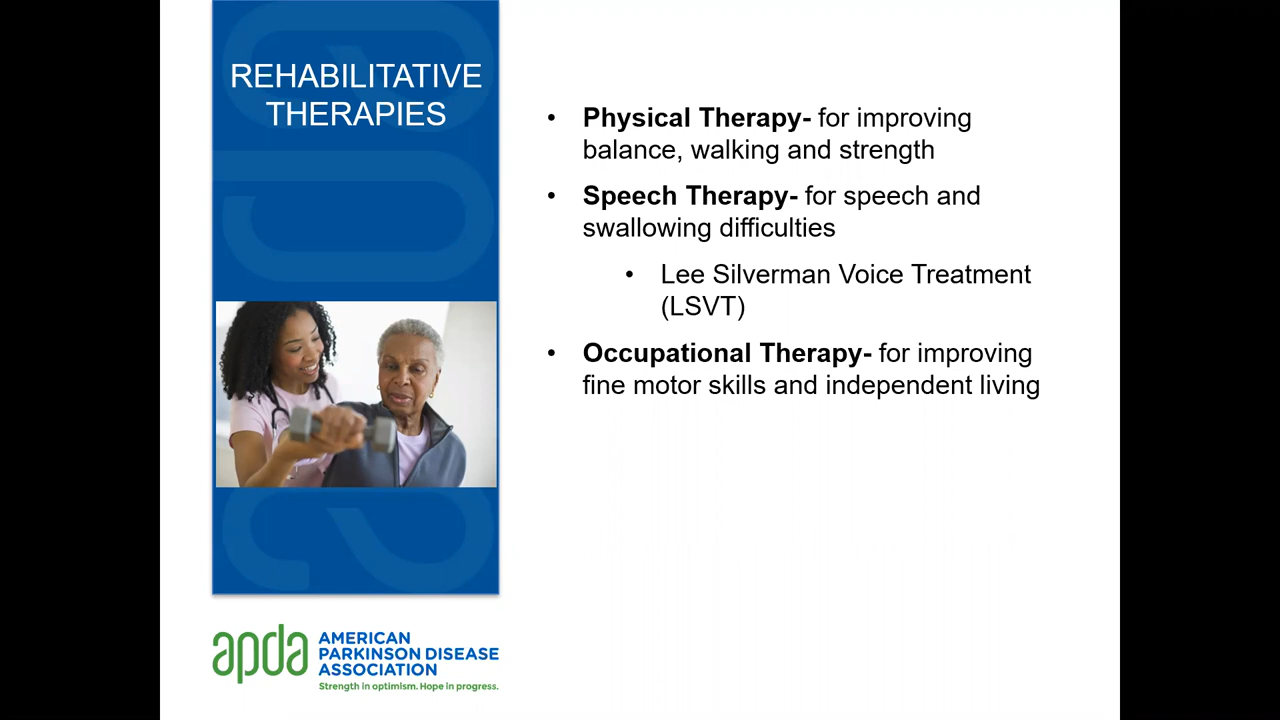 REHABILITATIVE
THERAPIES
• Physical Therapy- for improving
balance, walking and strength
• Speech Therapy- for speech and
swallowing difficulties
• Lee Silverman Voice Treatment
(LSVT)
• Occupational Therapy- for improving
fine motor skills and independent living
apda
AMERICAN
PARKINSON DISEASE
ASSOCIATION
Strength in optimism. Hope in progress.